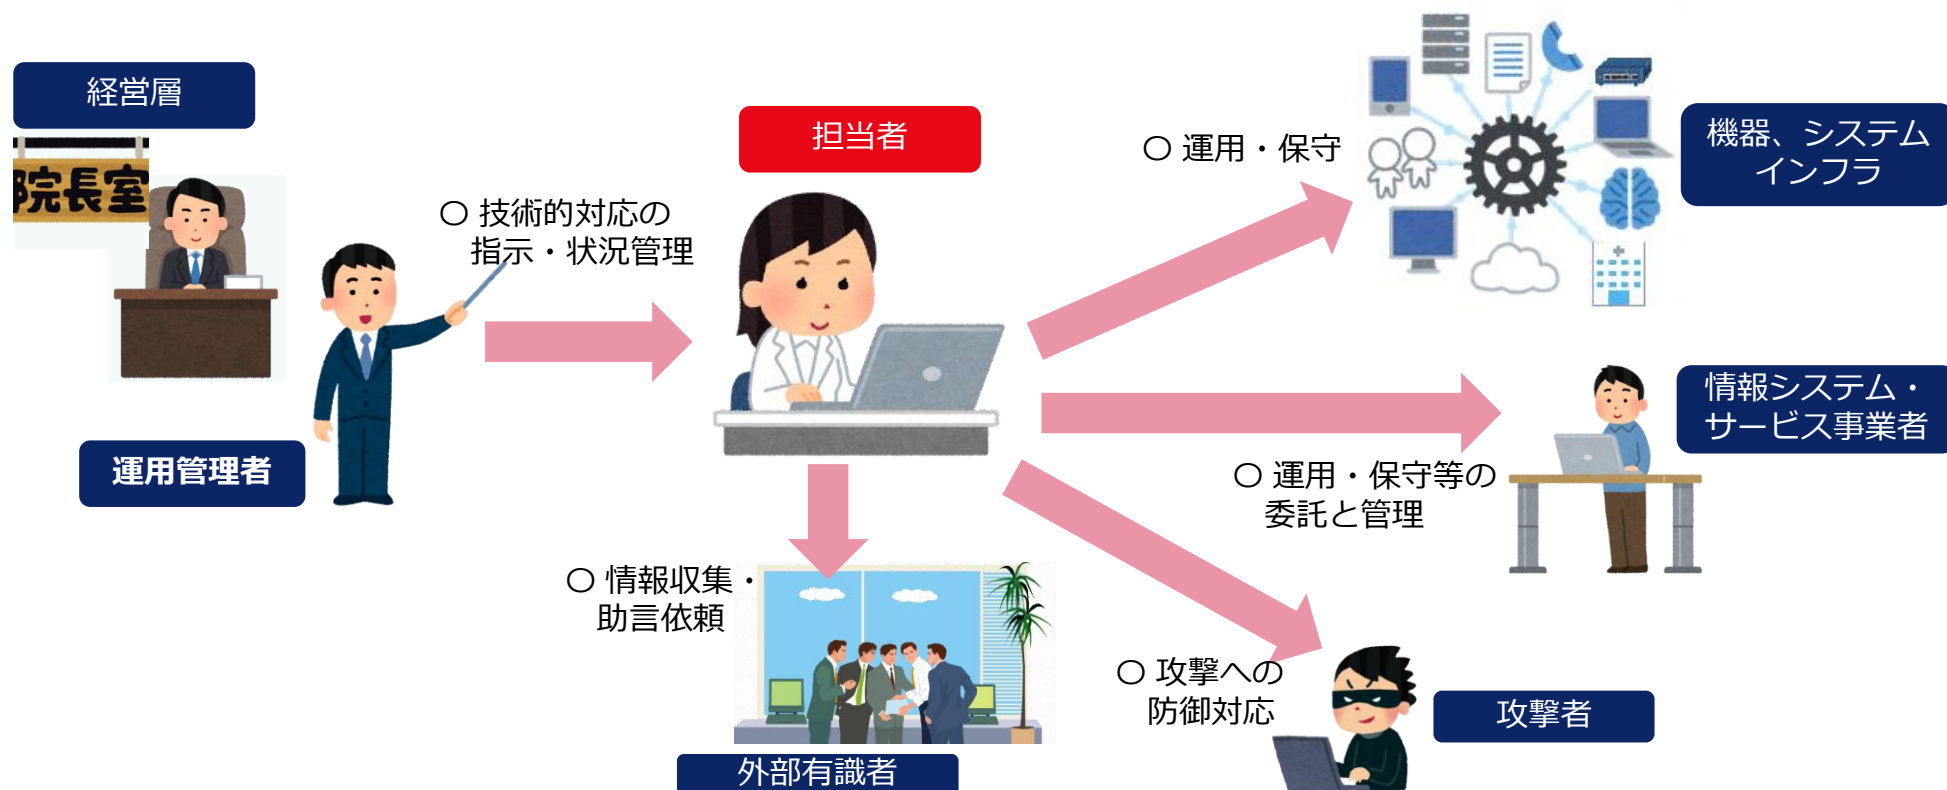 経営層
院長室
運用管理者
〇 技術的対応の
指示・状況管理
担当者
〇 運用・保守
機器、システム
インフラ
情報システム・
サービス事業者
〇 運用・保守等の
委託と管理
〇 情報収集・
助言依頼
外部有識者
〇 攻撃への
防御対応
攻撃者